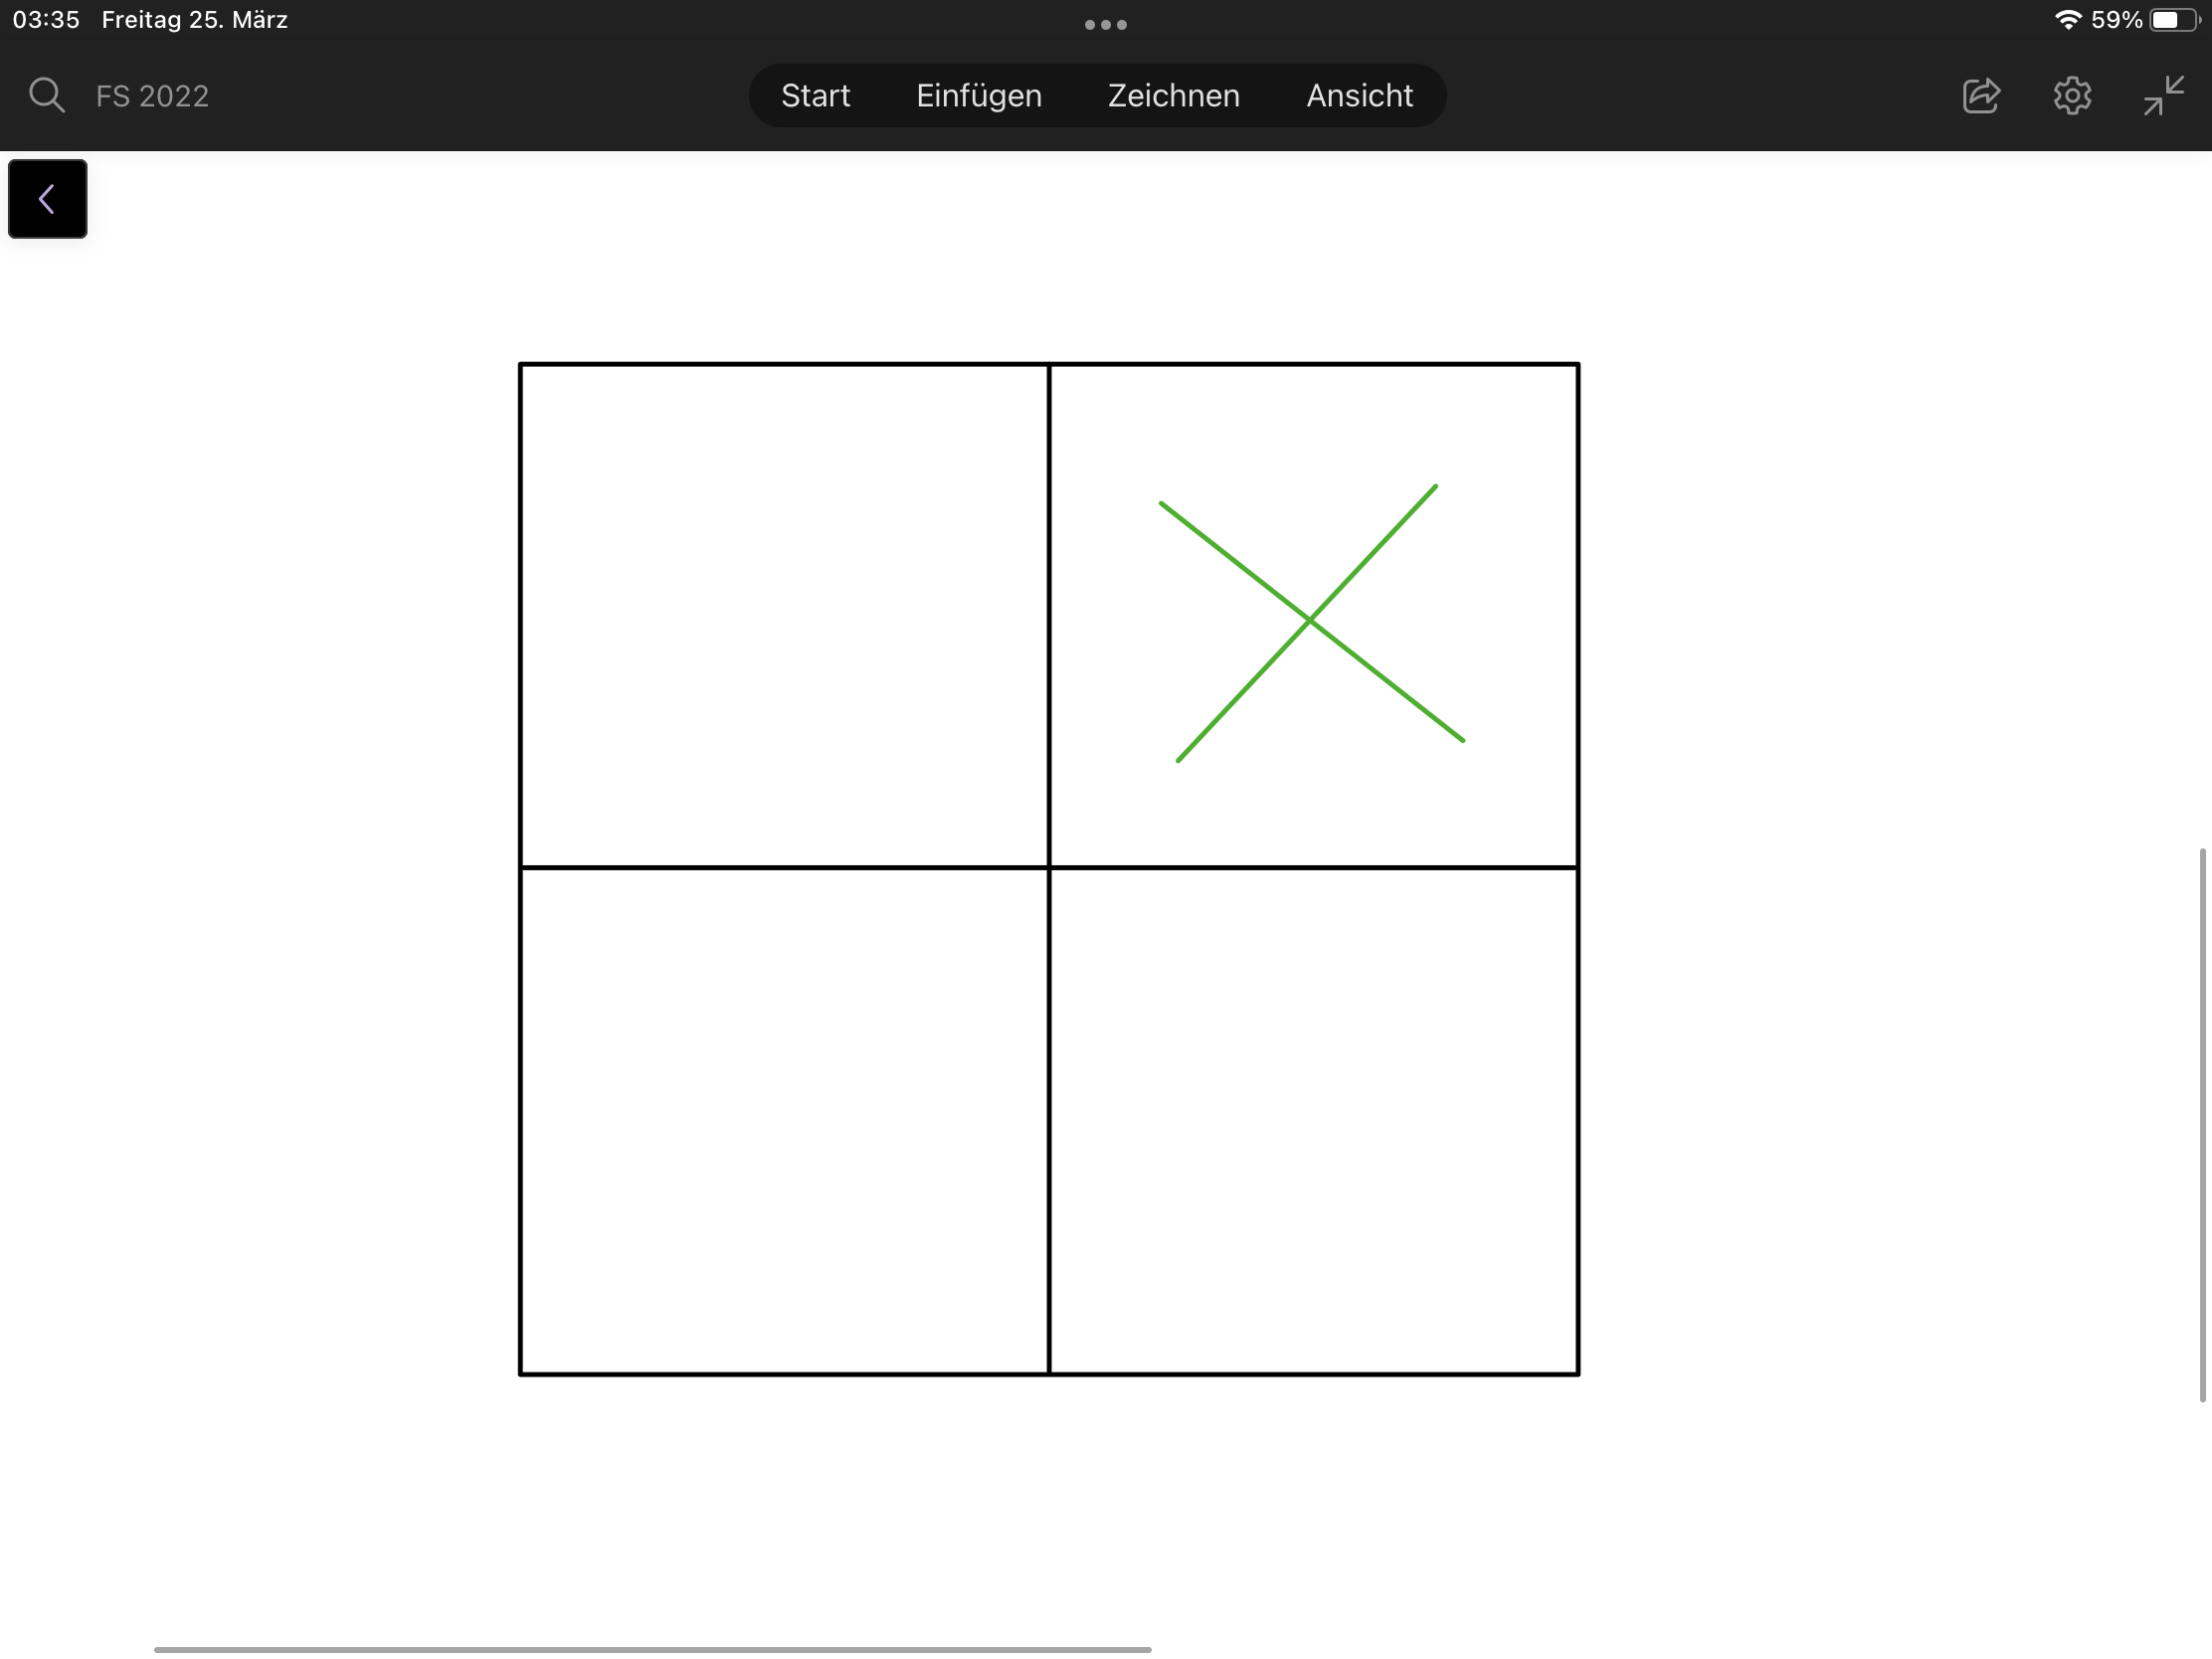 03:35 Freitag 25. März 59%
FS 2022 Start Einfügen Zeichnen Ansicht